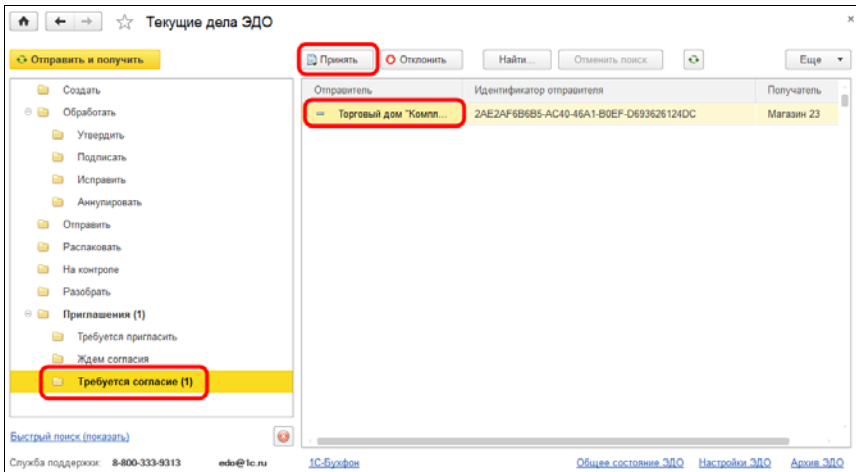 Текущие дела ЭДО
Отправить и получить
Принять Отклонить Найти... Отменить поиск Еще
Создать
Обработать
Утвердить
Подписать
Исправить
Аннулировать
Отправить
Распаковать
На контроле
Разобрать
Приглашения (1)
Требуется пригласить
Ждем согласия
Требуется согласие (1)
Отправитель Идентификатор отправителя Получатель
Торговый дом "Компл... 2AE2AF6B6B5-AC40-46A1-B0EF-D693626124DC Магазин 23
Быстрый поиск (показать)
Служба поддержки: 8-800-333-9313 edo@1c.ru 1С-Бухфон Общее состояние ЭДО Настройки ЭДО Архив ЭДО